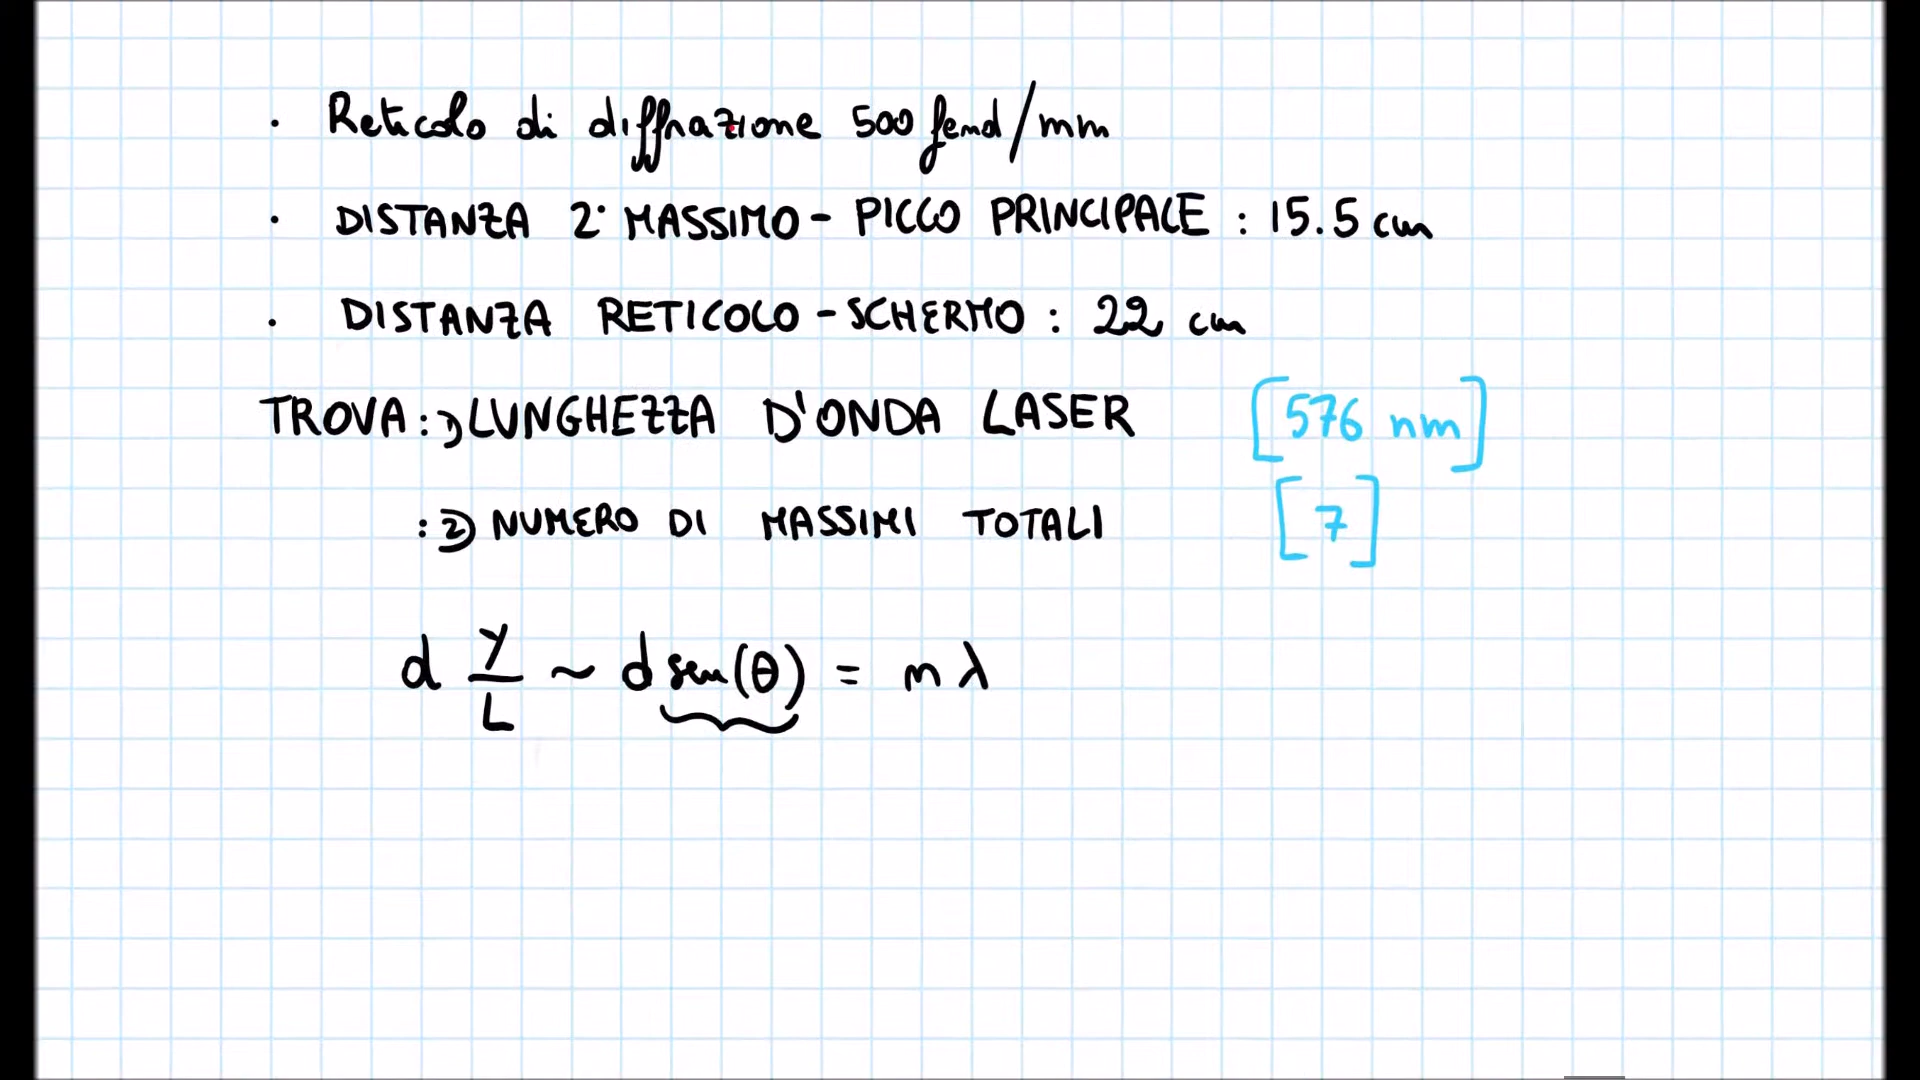 · Reticolo di diffrazione 500 fend/mm
· DISTANZA 2° MASSIMO - PICCO PRINCIPALE : 15.5 cm
· DISTANZA RETICOLO - SCHERMO : 22 cm
TROVA : 1) LUNGHEZZA D'ONDA LASER [576 nm]
: 2) NUMERO DI MASSIMI TOTALI [7]
d y/L ~ d sen(θ) = m λ